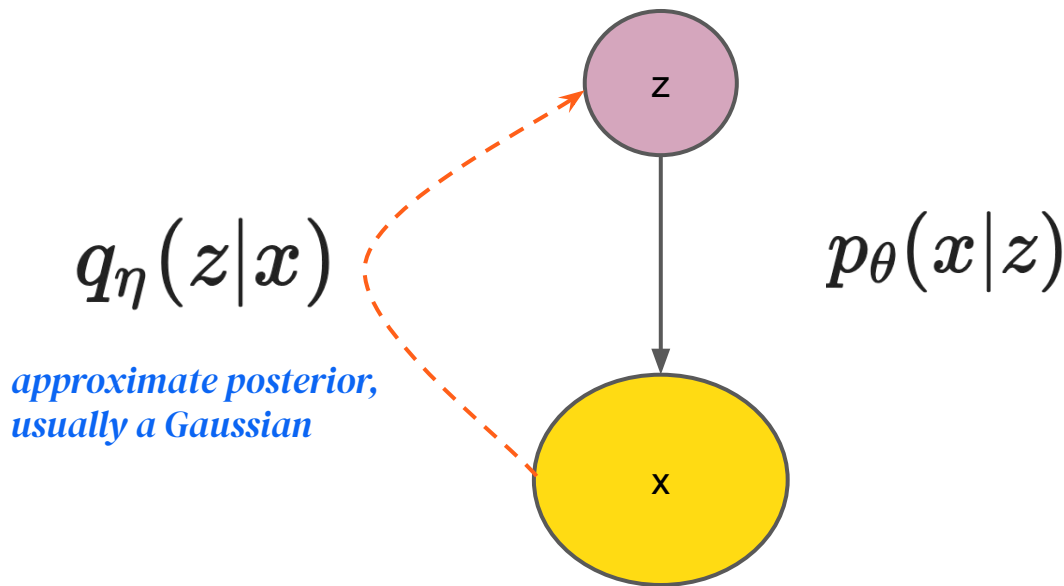 z
q_η(z|x)
p_θ(x|z)
approximate posterior,
usually a Gaussian
x